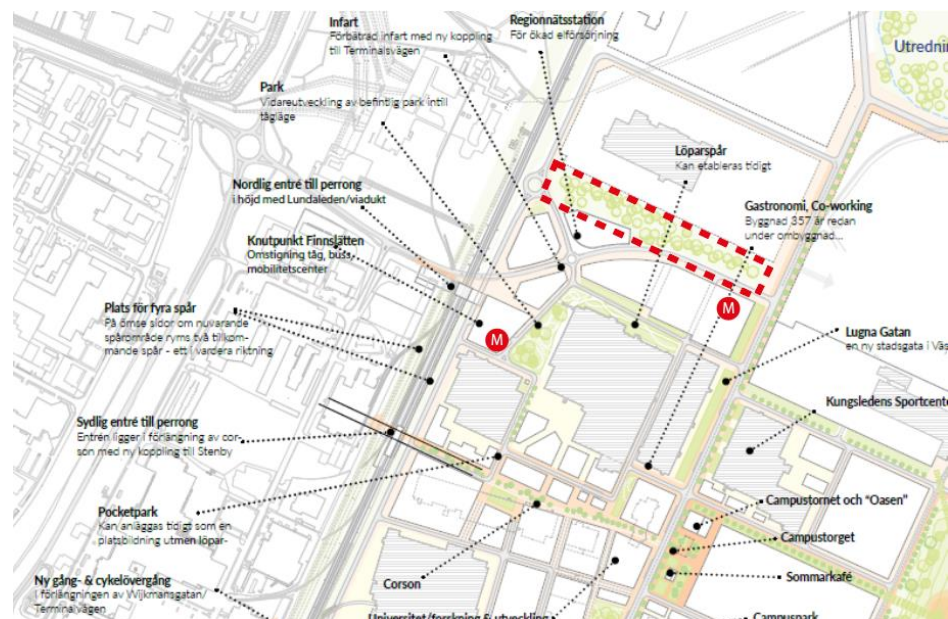 Infart
Förbätrad infart med ny koppling
till Terminalsvägen
Regionnätsstation
För ökad elförsörjning
Park
Vidareutveckling av befintlig park intill
tågläge
Nordlig entré till perrong
i höjd med Lundaleden/viadukt
Knutpunkt Finnslätten
Omstigning tåg, buss,
mobilitetscenter
Plats för fyra spår
På ömse sidor om nuvarande
spårområde ryms två tillkom-
mande spår - ett i vardera riktning
Sydlig entré till perrong
Entrén ligger i förlängning av cor-
son med ny koppling till Stenby
Pocketpark
Kan anläggas tidigt som en
platsbildning utmen löpar-
Ny gång- & cykelövergång
I förlängningen av Wijkmansgatan/
Terminalvägen
Utredni
Löparspår
Kan etableras tidigt
Gastronomi, Co-working
Byggnad 357 är redan
under ombyggnad...
M
M
Lugna Gatan
en ny stadsgata i Väs
Kungsledens Sportcente
Campustornet och "Oasen"
Campustorget
Sommarkafé
Corson
Universitet/forskning & utveckling
Campuspark